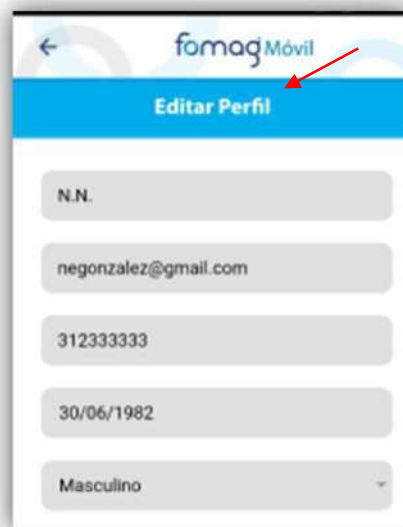 fomag Móvil
Editar Perfil
N.N.
negonzalez@gmail.com
312333333
30/06/1982
Masculino